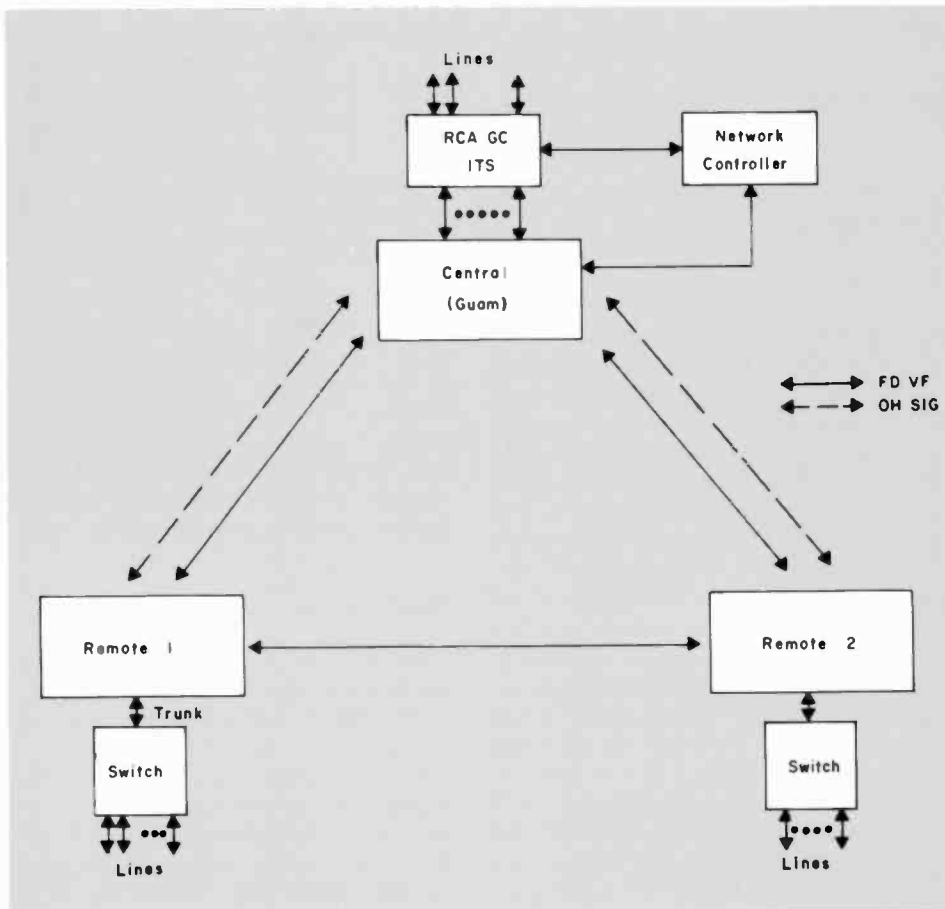 Lines
RCA GC
ITS
Network
Controller
Central
(Guam)
FD VF
OH SIG
Remote 1
Remote 2
Trunk
Switch
Switch
Lines
Lines